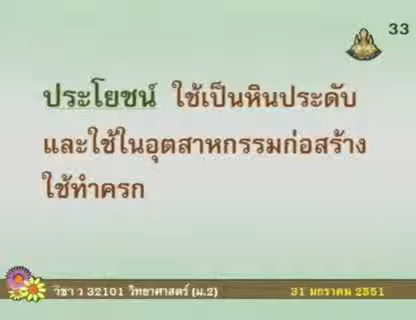 33
ประโยชน์ ใช้เป็นหินประดับ
และใช้ในอุตสาหกรรมก่อสร้าง
ใช้ทำครก
วิชา ว 32101 วิทยาศาสตร์ (ม.2) 31 มกราคม 2551